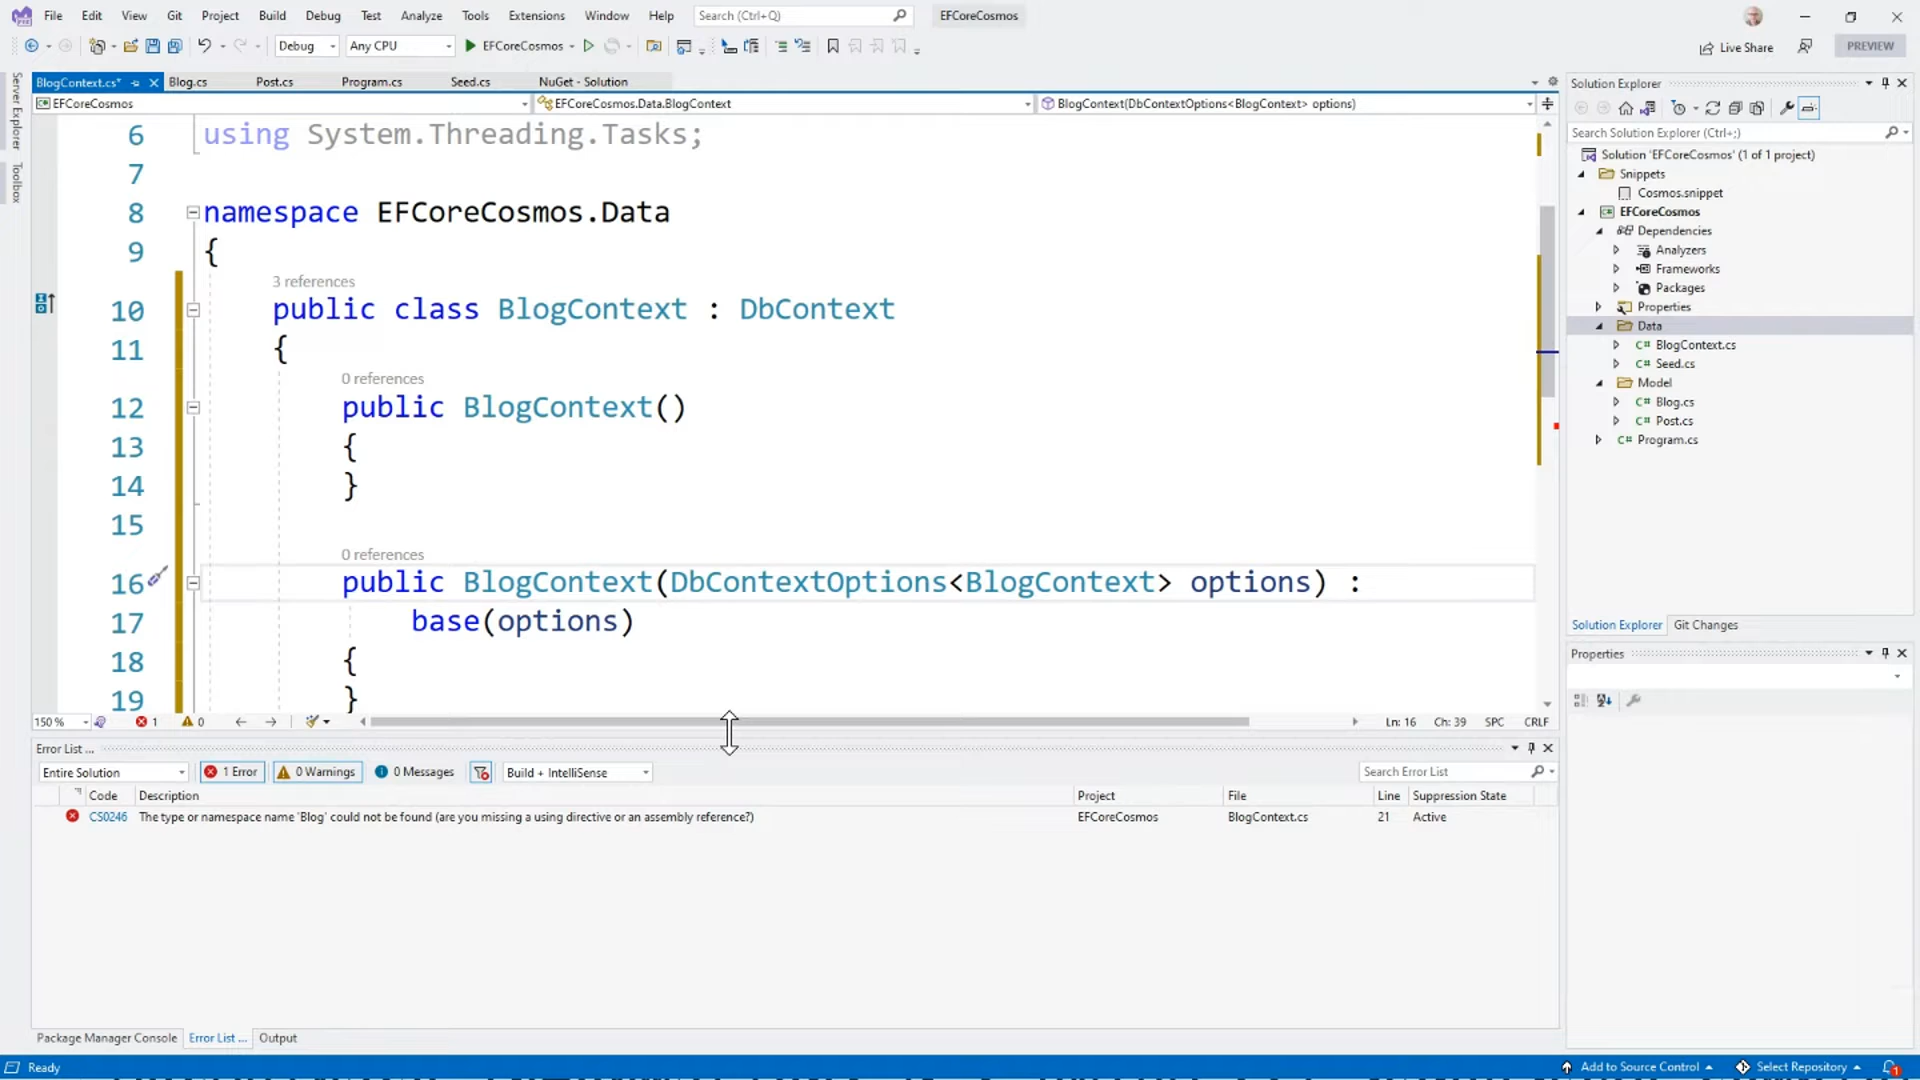 File Edit View Git Project Build Debug Test Analyze Tools Extensions Window Help Search (Ctrl+Q) EFCoreCosmos
Debug Any CPU EFCoreCosmos Live Share PREVIEW
Server Explorer
Toolbox
BlogContext.cs* Blog.cs Post.cs Program.cs Seed.cs NuGet - Solution
EFCoreCosmos EFCoreCosmos.Data.BlogContext BlogContext(DbContextOptions<BlogContext> options)
6 using System.Threading.Tasks;
7
8 namespace EFCoreCosmos.Data
9 {
3 references
10 public class BlogContext : DbContext
11 {
0 references
12 public BlogContext()
13 {
14 }
15
0 references
16 public BlogContext(DbContextOptions<BlogContext> options) :
17 base(options)
18 {
19 }
150 % 1 0 Ln: 16 Ch: 39 SPC CRLF
Error List ...
Entire Solution 1 Error 0 Warnings 0 Messages Build + IntelliSense Search Error List
Code Description Project File Line Suppression State
CS0246 The type or namespace name 'Blog' could not be found (are you missing a using directive or an assembly reference?) EFCoreCosmos BlogContext.cs 21 Active
Package Manager Console Error List ... Output
Solution Explorer
Search Solution Explorer (Ctrl+;)
Solution 'EFCoreCosmos' (1 of 1 project)
Snippets
Cosmos.snippet
EFCoreCosmos
Dependencies
Analyzers
Frameworks
Packages
Properties
Data
C# BlogContext.cs
C# Seed.cs
Model
C# Blog.cs
C# Post.cs
C# Program.cs
Solution Explorer Git Changes
Properties
Ready Add to Source Control Select Repository 1